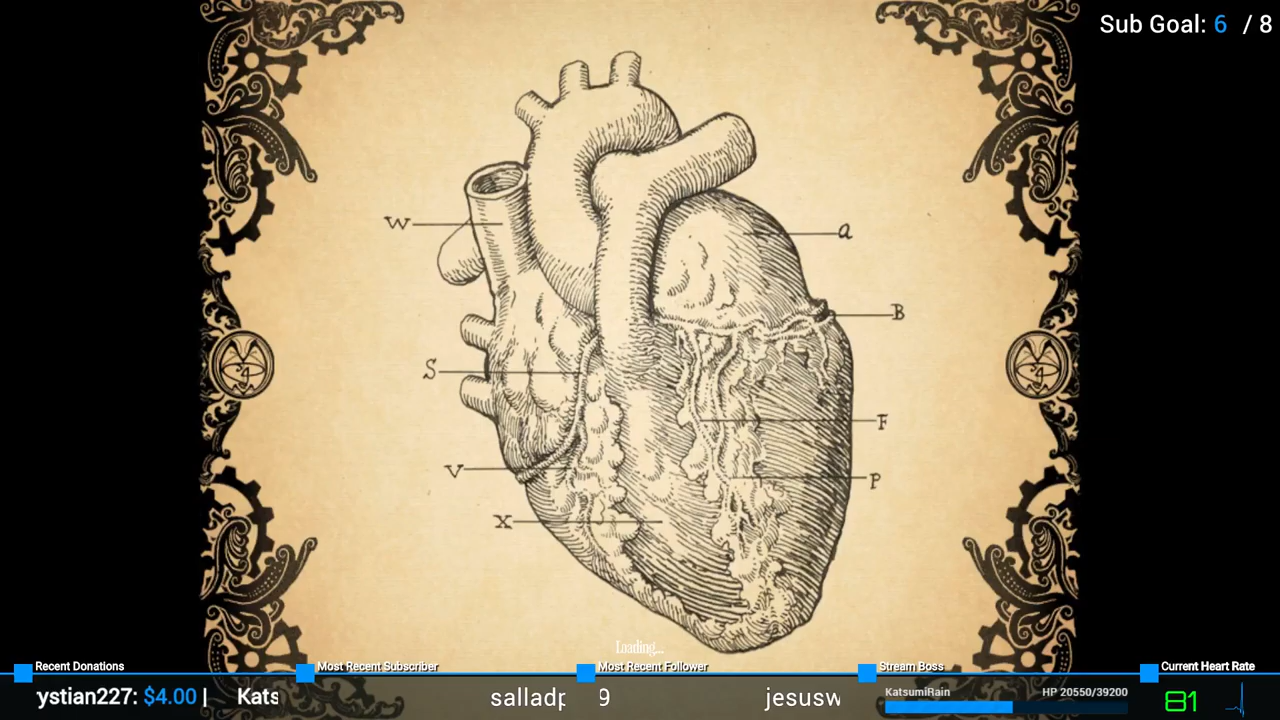 Sub Goal: 6 / 8
W
a
B
S
F
V
P
X
Loading...
Recent Donations
Most Recent Subscriber
Most Recent Follower
Stream Boss
Current Heart Rate
ystian227: $4.00 | Kats
salladp 9
jesusw
KatsumiRain HP 20550/39200
81